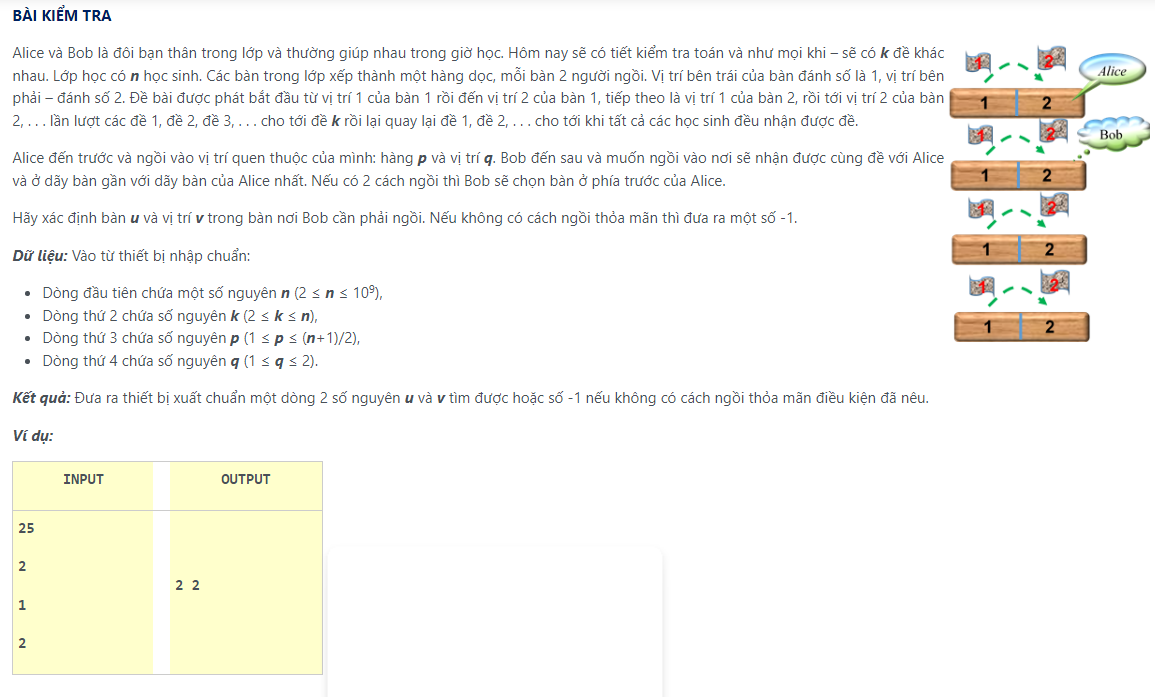 BÀI KIỂM TRA
Alice và Bob là đôi bạn thân trong lớp và thường giúp nhau trong giờ học. Hôm nay sẽ có tiết kiểm tra toán và như mọi khi – sẽ có k đề khác
nhau. Lớp học có n học sinh. Các bàn trong lớp xếp thành một hàng dọc, mỗi bàn 2 người ngồi. Vị trí bên trái của bàn đánh số là 1, vị trí bên
phải – đánh số 2. Đề bài được phát bắt đầu từ vị trí 1 của bàn 1 rồi đến vị trí 2 của bàn 1, tiếp theo là vị trí 1 của bàn 2, rồi tới vị trí 2 của bàn
2, . . . lần lượt các đề 1, đề 2, đề 3, . . . cho tới đề k rồi lại quay lại đề 1, đề 2, . . . cho tới khi tất cả các học sinh đều nhận được đề.
Alice đến trước và ngồi vào vị trí quen thuộc của mình: hàng p và vị trí q. Bob đến sau và muốn ngồi vào nơi sẽ nhận được cùng đề với Alice
và ở dãy bàn gần với dãy bàn của Alice nhất. Nếu có 2 cách ngồi thì Bob sẽ chọn bàn ở phía trước của Alice.
Hãy xác định bàn u và vị trí v trong bàn nơi Bob cần phải ngồi. Nếu không có cách ngồi thỏa mãn thì đưa ra một số -1.
Dữ liệu: Vào từ thiết bị nhập chuẩn:
• Dòng đầu tiên chứa một số nguyên n (2 ≤ n ≤ 10⁹),
• Dòng thứ 2 chứa số nguyên k (2 ≤ k ≤ n),
• Dòng thứ 3 chứa số nguyên p (1 ≤ p ≤ (n+1)/2),
• Dòng thứ 4 chứa số nguyên q (1 ≤ q ≤ 2).
Kết quả: Đưa ra thiết bị xuất chuẩn một dòng 2 số nguyên u và v tìm được hoặc số -1 nếu không có cách ngồi thỏa mãn điều kiện đã nêu.
Ví dụ:
INPUT OUTPUT
25
2
2 2
1
2
1 2 Alice
1 2
1 2 Bob
1 2
1 2
1 2
1 2
1 2